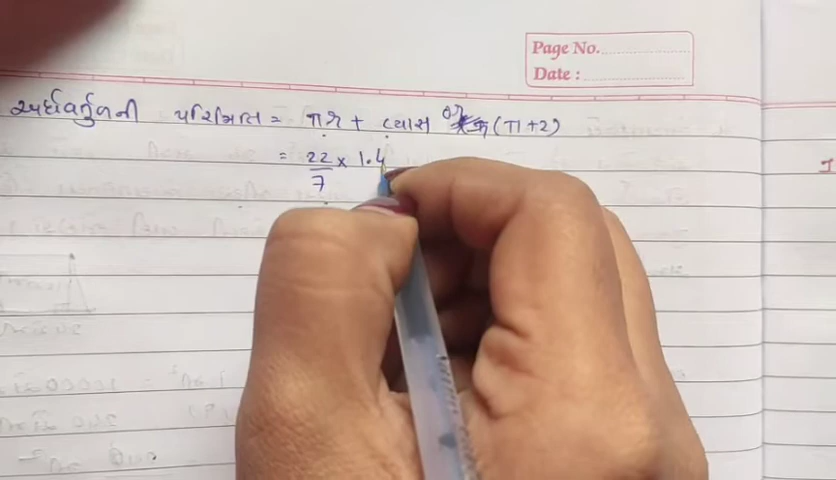 Page No.
Date :
અર્ધવર્તુળની પરિમિતિ = πr + વ્યાસ or (π+2)
= 22/7 x 1.4